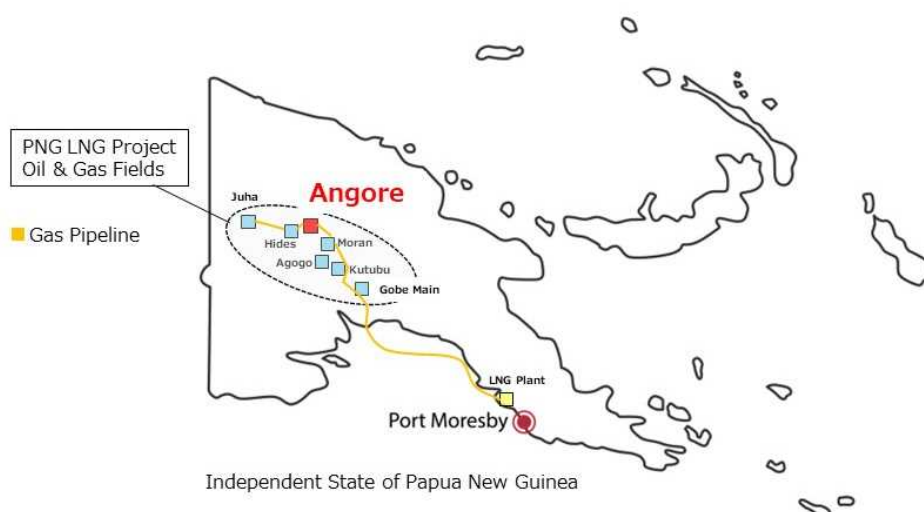 PNG LNG Project
Oil & Gas Fields
Juha
Angore
Gas Pipeline
Hides
Moran
Agogo
Kutubu
Gobe Main
LNG Plant
Port Moresby
Independent State of Papua New Guinea